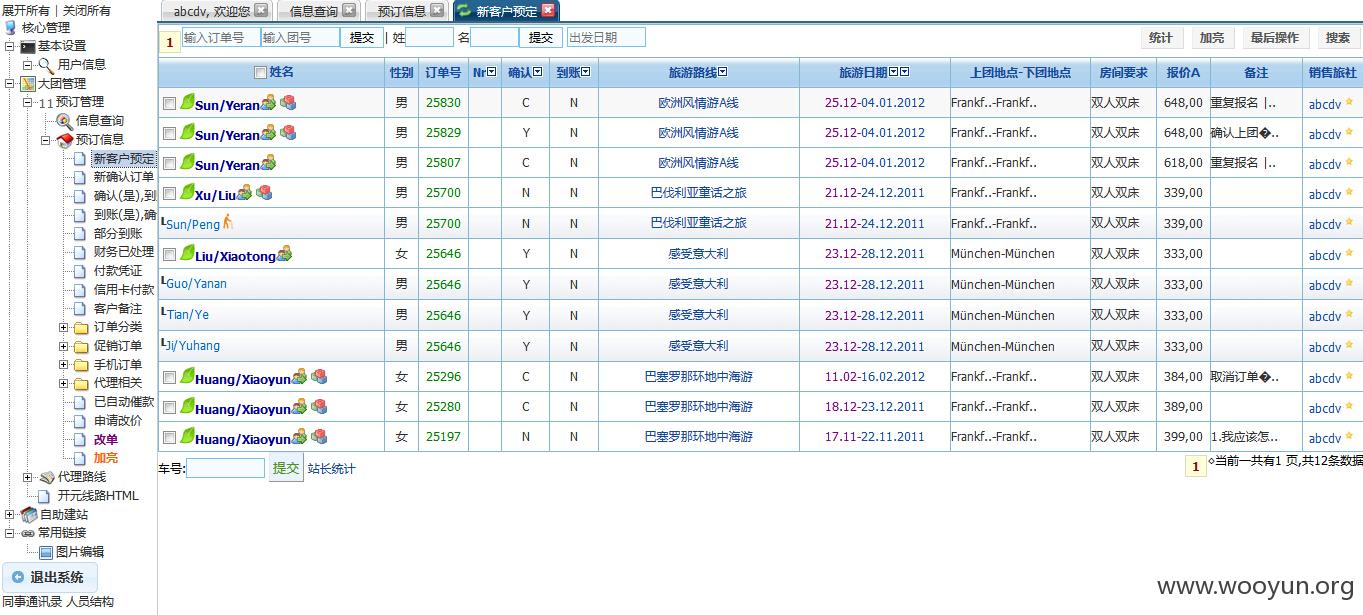 展开所有 | 关闭所有
abcdv, 欢迎您 信息查询 预订信息 新客户预定
核心管理
基本设置
用户信息
大团管理
11 预订管理
信息查询
预订信息
新客户预定
新确认订单
确认(是),到
到账(是),确
部分到账
财务已处理
付款凭证
信用卡付款
客户备注
订单分类
促销订单
手机订单
代理相关
已自动催款
申请改价
改单
加亮
代理路线
开元线路HTML
自助建站
常用链接
图片编辑
退出系统
同事通讯录 人员结构
1 输入订单号 输入团号 提交 | 姓 名 提交 出发日期 统计 加亮 最后操作 搜索
姓名 性别 订单号 Nr 确认 到账 旅游路线 旅游日期 上团地点-下团地点 房间要求 报价A 备注 销售旅社
Sun/Yeran 男 25830 C N 欧洲风情游A线 25.12-04.01.2012 Frankf..-Frankf.. 双人双床 648,00 重复报名 |.. abcdv
Sun/Yeran 男 25829 Y N 欧洲风情游A线 25.12-04.01.2012 Frankf..-Frankf.. 双人双床 648,00 确认上团�.. abcdv
Sun/Yeran 男 25807 C N 欧洲风情游A线 25.12-04.01.2012 Frankf..-Frankf.. 双人双床 618,00 重复报名 |.. abcdv
Xu/Liu 男 25700 N N 巴伐利亚童话之旅 21.12-24.12.2011 Frankf..-Frankf.. 双人双床 339,00 abcdv
Sun/Peng 男 25700 N N 巴伐利亚童话之旅 21.12-24.12.2011 Frankf..-Frankf.. 双人双床 339,00 abcdv
Liu/Xiaotong 女 25646 Y N 感受意大利 23.12-28.12.2011 München-München 双人双床 333,00 abcdv
Guo/Yanan 男 25646 Y N 感受意大利 23.12-28.12.2011 München-München 双人双床 333,00 abcdv
Tian/Ye 男 25646 Y N 感受意大利 23.12-28.12.2011 München-München 双人双床 333,00 abcdv
Ji/Yuhang 男 25646 Y N 感受意大利 23.12-28.12.2011 München-München 双人双床 333,00 abcdv
Huang/Xiaoyun 女 25296 C N 巴塞罗那环地中海游 11.02-16.02.2012 Frankf..-Frankf.. 双人双床 384,00 取消订单�.. abcdv
Huang/Xiaoyun 女 25280 C N 巴塞罗那环地中海游 18.12-23.12.2011 Frankf..-Frankf.. 双人双床 389,00 abcdv
Huang/Xiaoyun 女 25197 N N 巴塞罗那环地中海游 17.11-22.11.2011 Frankf..-Frankf.. 双人双床 399,00 1.我应该怎.. abcdv
车号: 提交 站长统计 1 ◇当前一共有1 页,共12条数据
www.wooyun.org